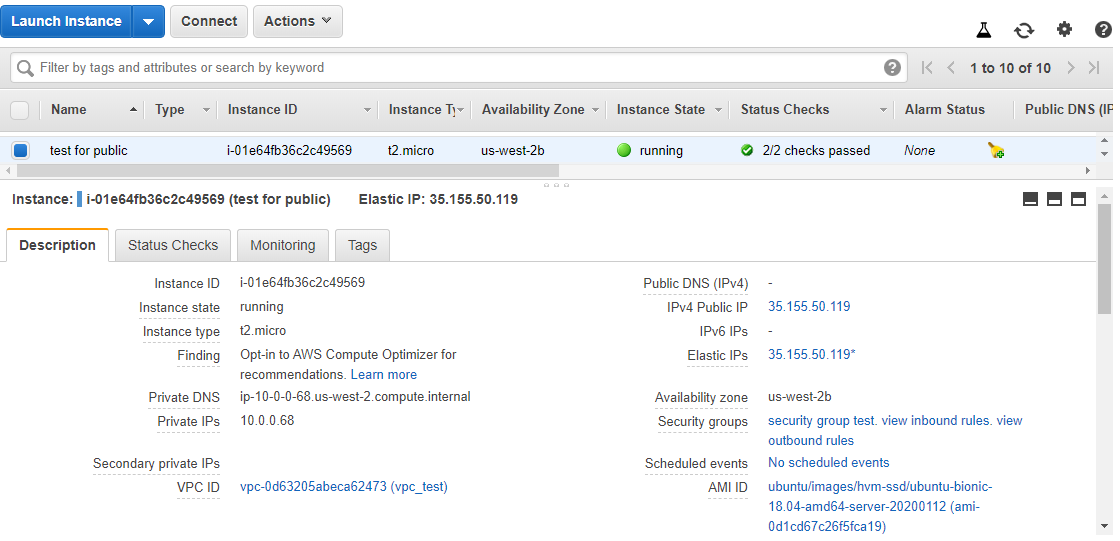 Launch Instance Connect Actions
Filter by tags and attributes or search by keyword 1 to 10 of 10
Name Type Instance ID Instance Ty Availability Zone Instance State Status Checks Alarm Status Public DNS (IP
test for public i-01e64fb36c2c49569 t2.micro us-west-2b running 2/2 checks passed None
Instance: i-01e64fb36c2c49569 (test for public) Elastic IP: 35.155.50.119
Description Status Checks Monitoring Tags
Instance ID i-01e64fb36c2c49569 Public DNS (IPv4) -
Instance state running IPv4 Public IP 35.155.50.119
Instance type t2.micro IPv6 IPs -
Finding Opt-in to AWS Compute Optimizer for Elastic IPs 35.155.50.119*
recommendations. Learn more
Private DNS ip-10-0-0-68.us-west-2.compute.internal Availability zone us-west-2b
Private IPs 10.0.0.68 Security groups security group test. view inbound rules. view
outbound rules
Secondary private IPs Scheduled events No scheduled events
VPC ID vpc-0d63205abeca62473 (vpc_test) AMI ID ubuntu/images/hvm-ssd/ubuntu-bionic-
18.04-amd64-server-20200112 (ami-
0d1cd67c26f5fca19)